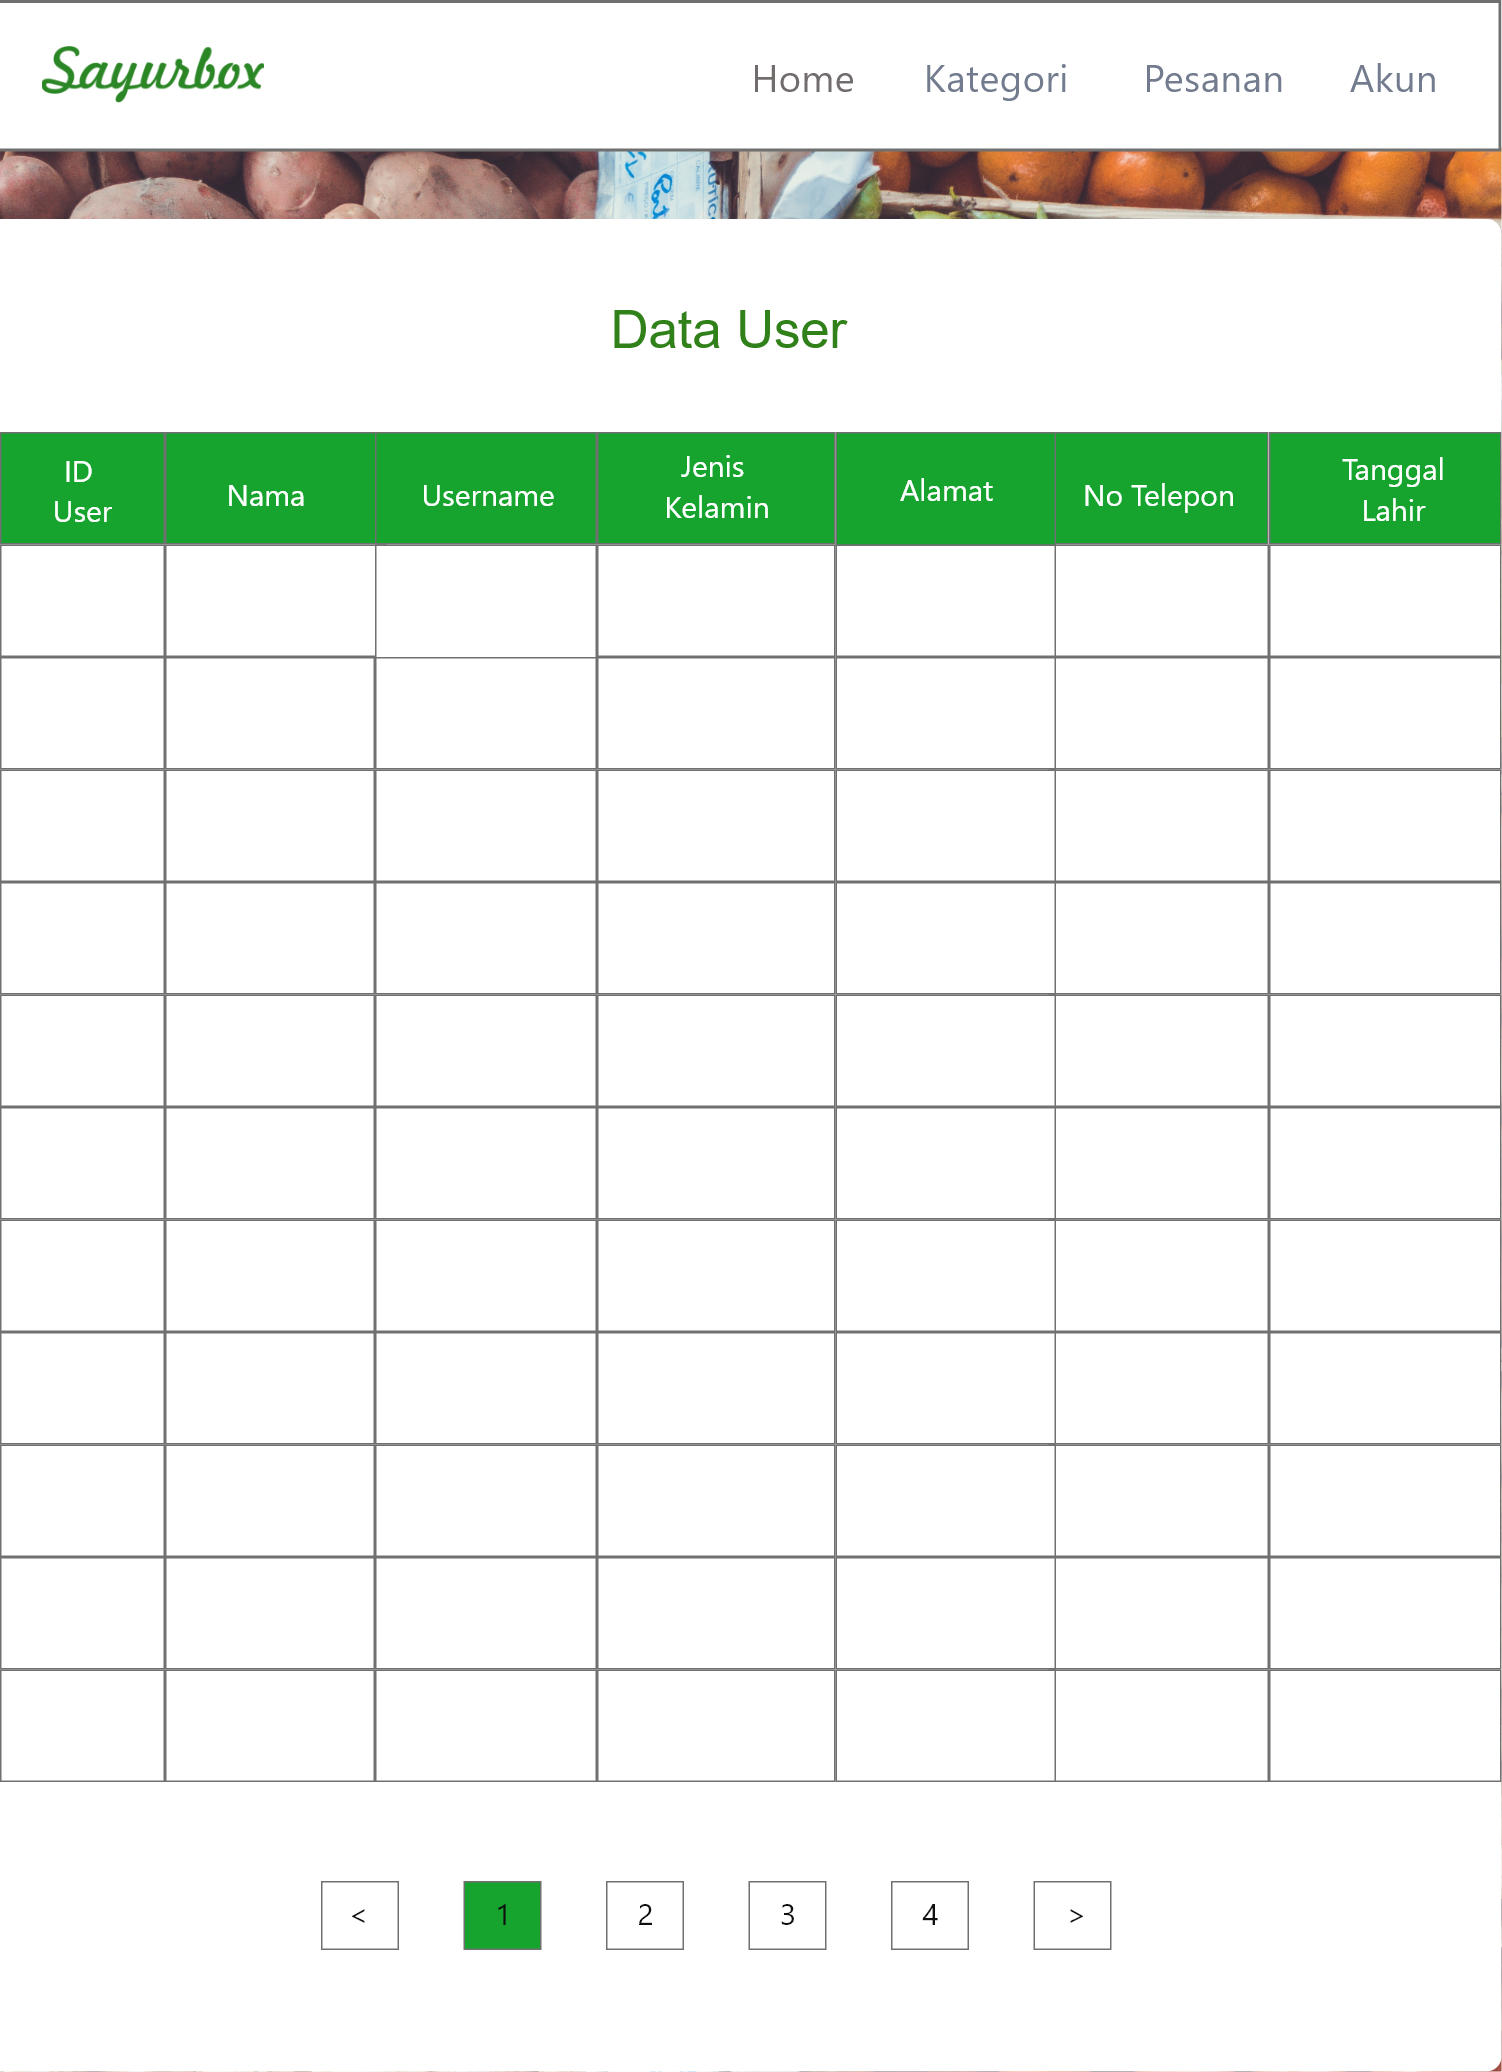 Sayurbox
Home Kategori Pesanan Akun
Data User
ID
User
Nama
Username
Jenis
Kelamin
Alamat
No Telepon
Tanggal
Lahir
< 1 2 3 4 >